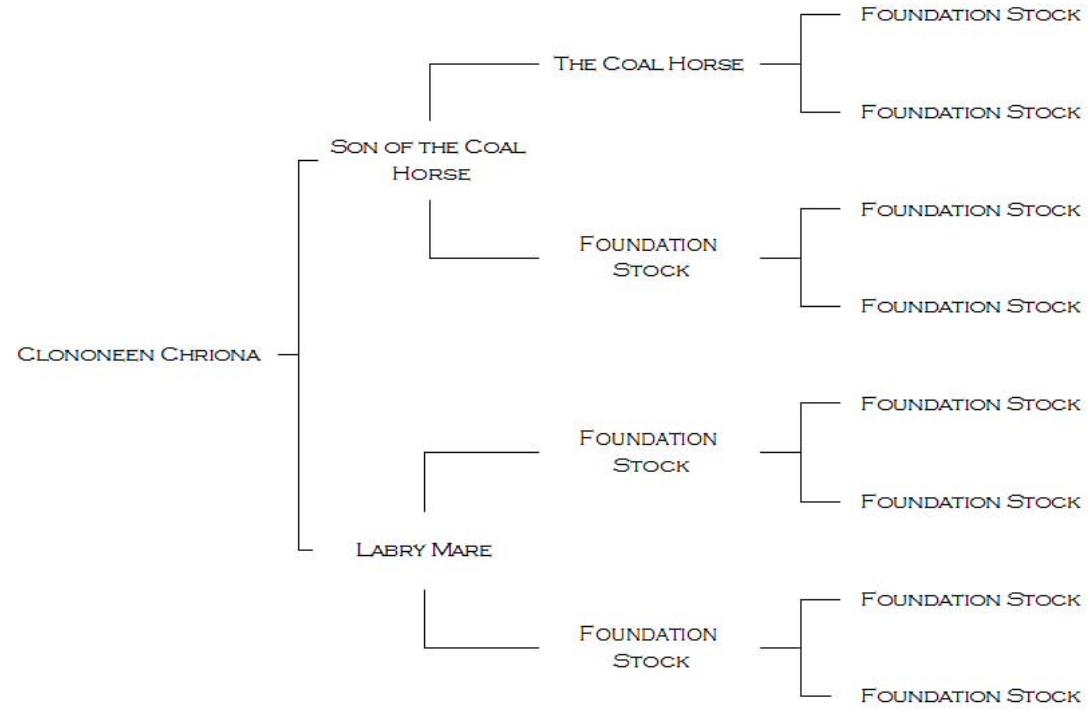 Foundation Stock
The Coal Horse
Foundation Stock
Son of the Coal
Horse
Foundation Stock
Foundation
Stock
Foundation Stock
Clononeen Chriona
Foundation Stock
Foundation
Stock
Foundation Stock
Labry Mare
Foundation Stock
Foundation
Stock
Foundation Stock